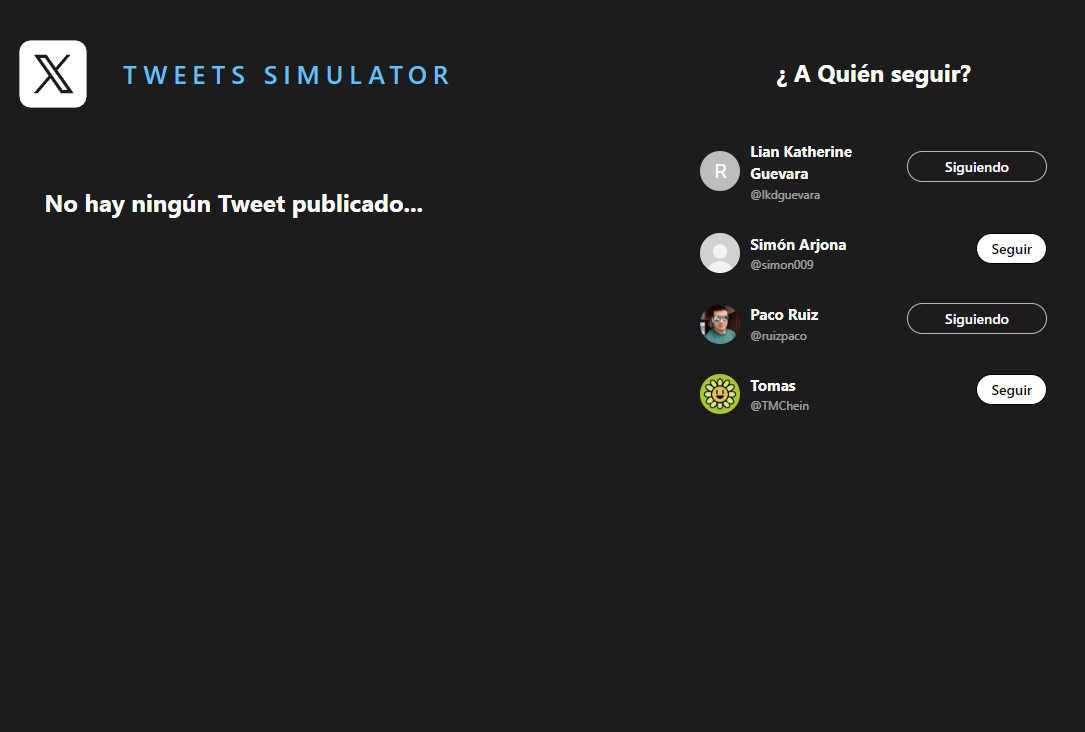 TWEETS SIMULATOR
No hay ningún Tweet publicado...
¿ A Quién seguir?
R
Lian Katherine
Guevara
@lkdguevara
Siguiendo
Simón Arjona
@simon009
Seguir
Paco Ruiz
@ruizpaco
Siguiendo
Tomas
@TMChein
Seguir